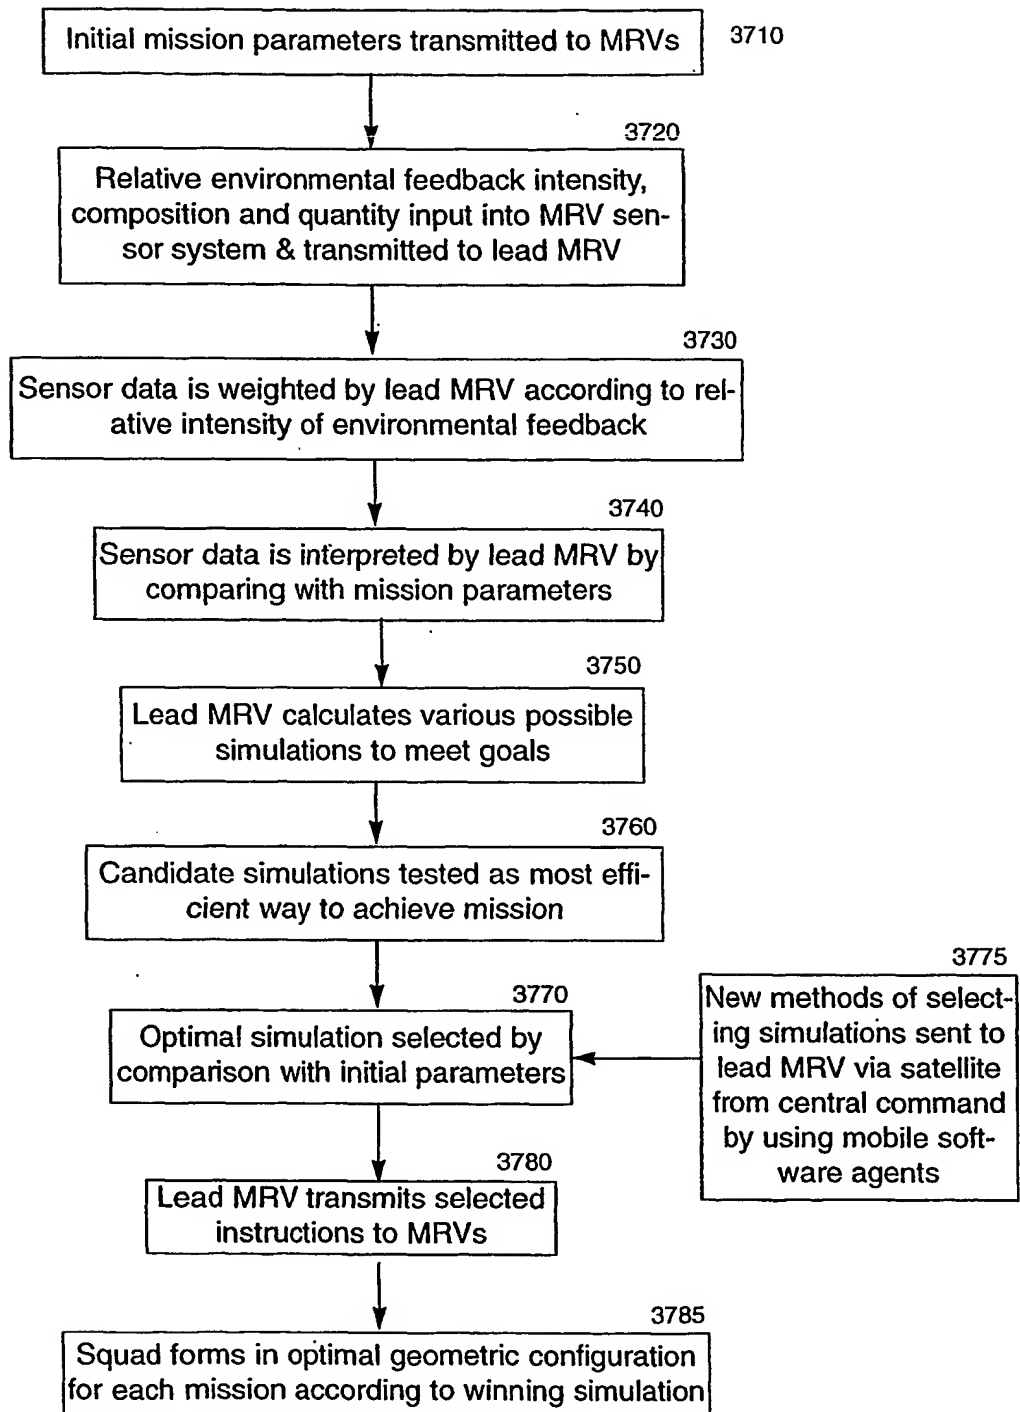 Initial mission parameters transmitted to MRVs
3710
3720
Relative environmental feedback intensity,
composition and quantity input into MRV sen-
sor system & transmitted to lead MRV
3730
Sensor data is weighted by lead MRV according to rel-
ative intensity of environmental feedback
3740
Sensor data is interpreted by lead MRV by
comparing with mission parameters
3750
Lead MRV calculates various possible
simulations to meet goals
3760
Candidate simulations tested as most effi-
cient way to achieve mission
3770
Optimal simulation selected by
comparison with initial parameters
3775
New methods of select-
ing simulations sent to
lead MRV via satellite
from central command
by using mobile soft-
ware agents
3780
Lead MRV transmits selected
instructions to MRVs
3785
Squad forms in optimal geometric configuration
for each mission according to winning simulation